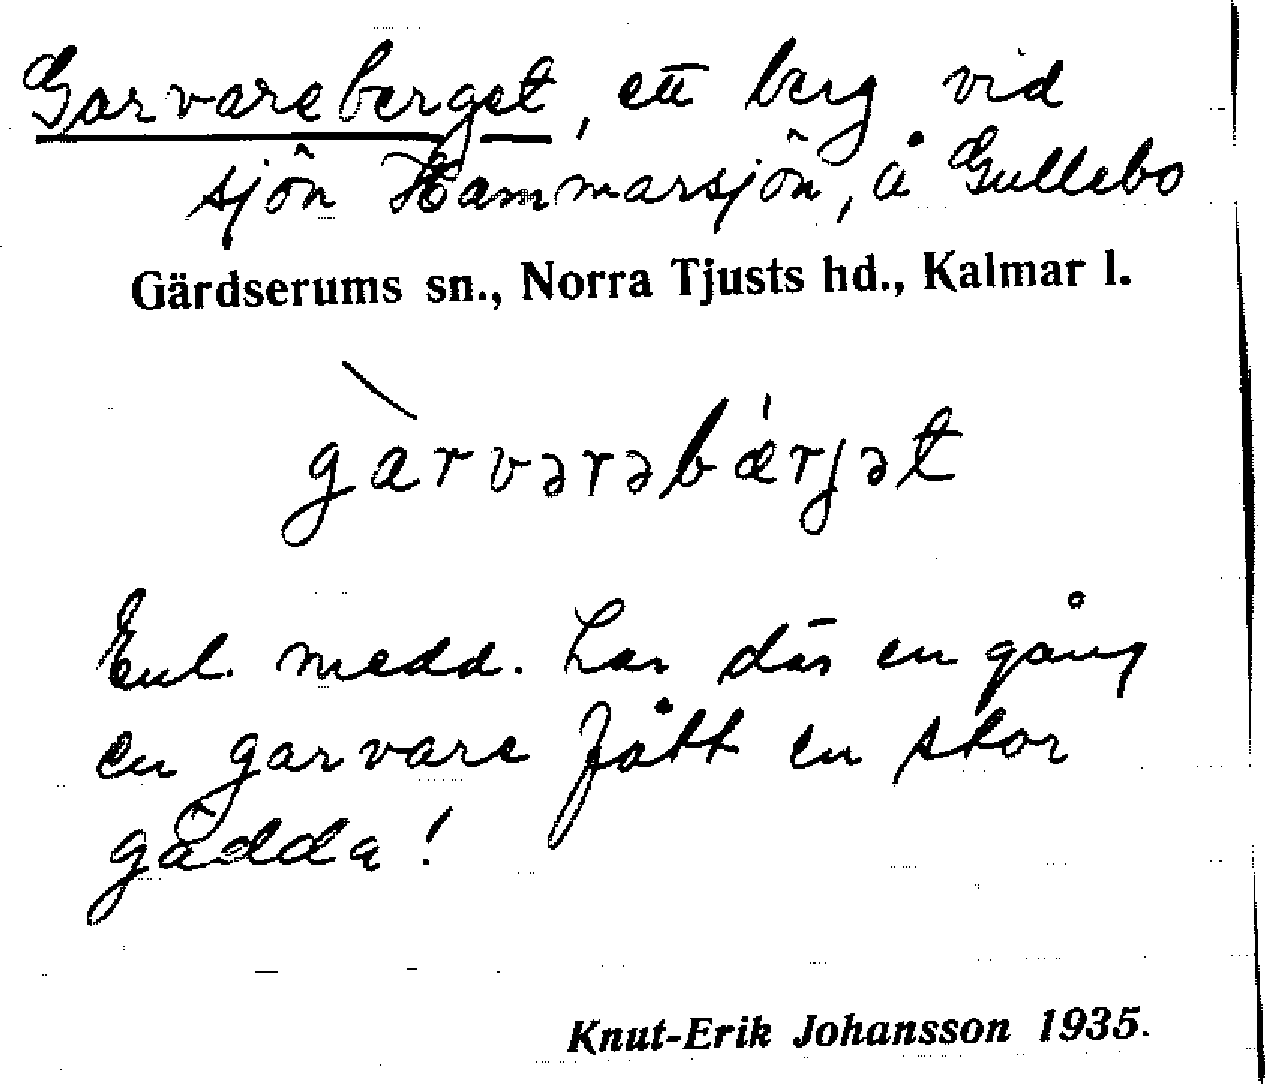 Garvareberget, ett berg vid
sjön Hammarsjön, å Gullebo
Gärdserums sn., Norra Tjusts hd., Kalmar l.
gàrvərəbǽrjət
Enl. medd. har där en gång
en garvare fått en stor
gädda!
Knut-Erik Johansson 1935.